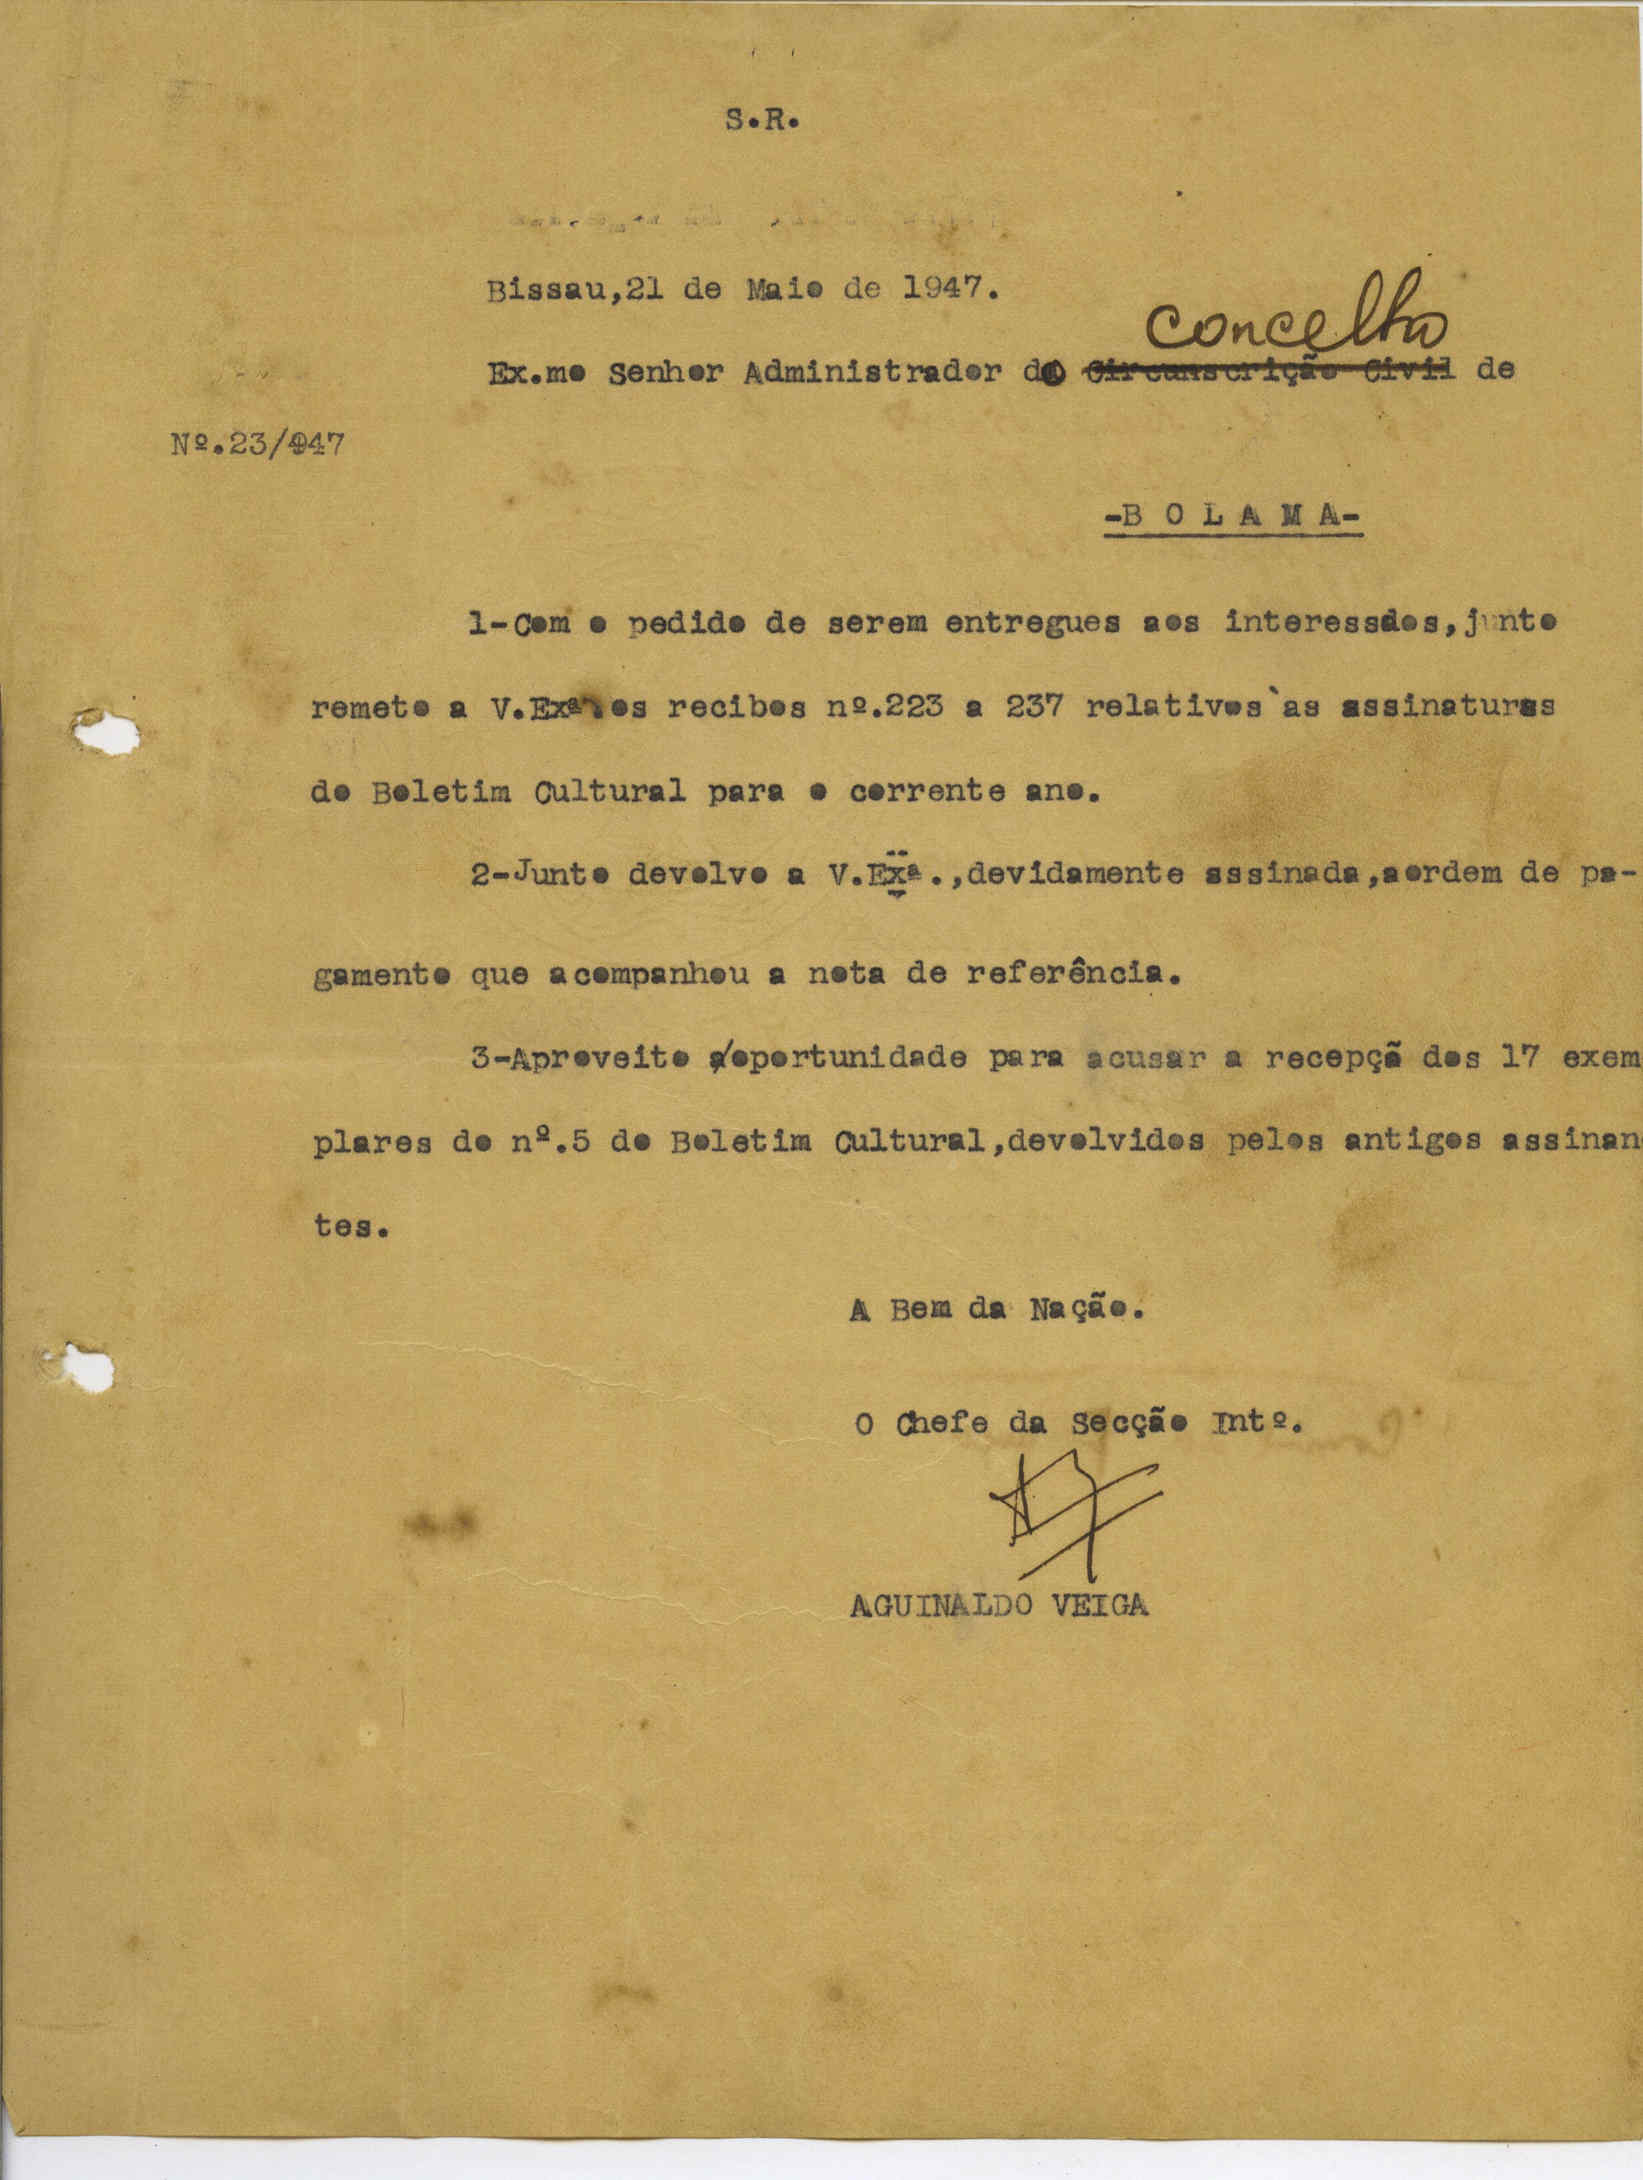 S.R.
Bissau,21 de Maio de 1947.
concelho
Ex.mo Senhor Administrador do Circunscrição Civil de
Nº.23/947
-B O L A M A-
1-Com o pedido de serem entregues aos interessdos,junto
remeto a V.Exª.os recibos nº.223 a 237 relativos às assinaturas
do Boletim Cultural para o corrente ano.
2-Junto devolvo a V.Exª.,devidamente assinada,aordem de pa-
gamento que acompanhou a nota de referência.
3-Aproveito a/oportunidade para acusar a recepçã dos 17 exem
plares do nº.5 do Boletim Cultural,devolvidos pelos antigos assinan
tes.
A Bem da Nação.
O Chefe da Secção Intº.
AGUINALDO VEIGA